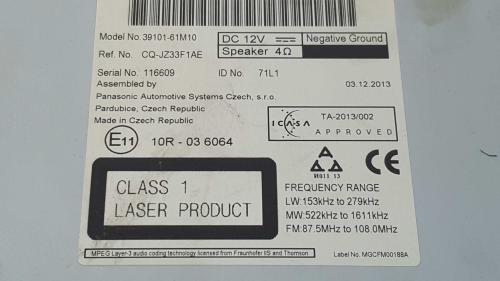 Model No. 39101-61M10
DC 12V
Negative Ground
Ref. No. CQ-JZ33F1AE
Speaker 4Ω
Serial No. 116609 ID No. 71L1
Assembled by
03.12.2013
Panasonic Automotive Systems Czech, s.r.o.
Pardubice, Czech Republic
Made in Czech Republic
ICASA
TA-2013/002
APPROVED
E11 10R - 03 6064
CE
CLASS 1
LASER PRODUCT
FREQUENCY RANGE
LW: 153kHz to 279kHz
MW: 522kHz to 1611kHz
FM: 87.5MHz to 108.0MHz
MPEG Layer-3 audio coding technology licensed from Fraunhofer IIS and Thomson
Label No. MGCFM00188A